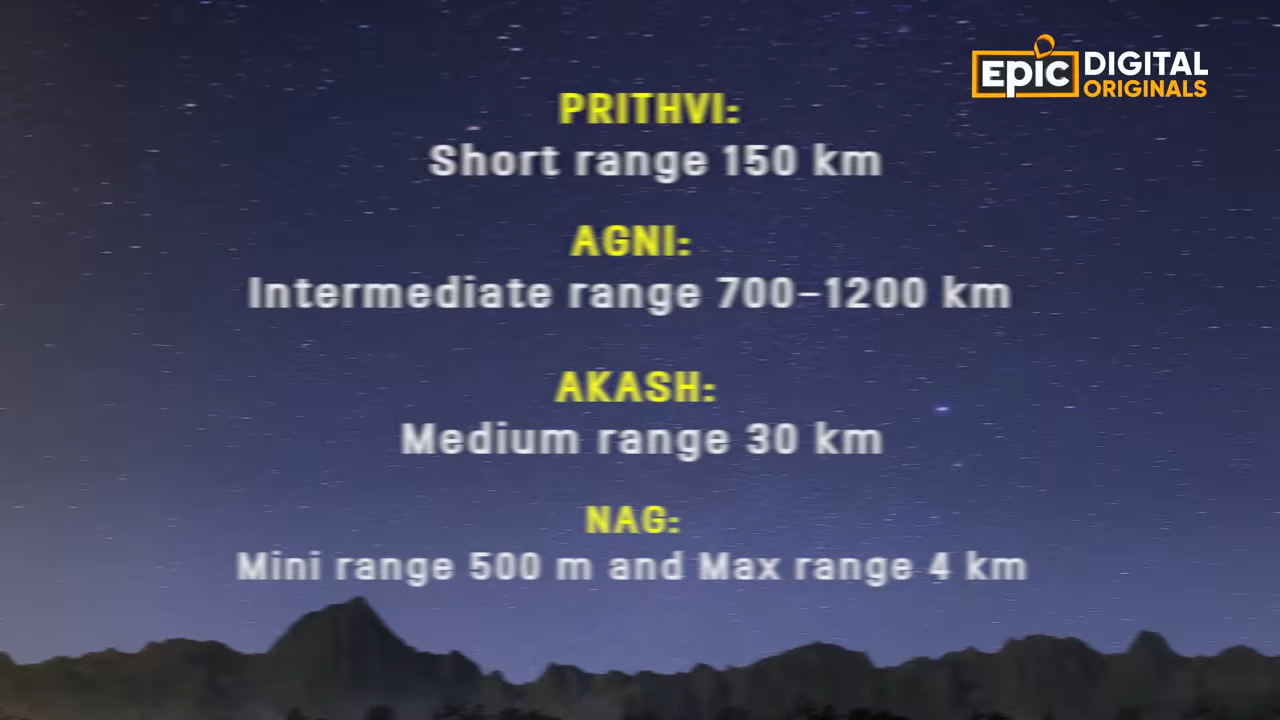 EPIC DIGITAL
ORIGINALS
PRITHVI:
Short range 150 km
AGNI:
Intermediate range 700-1200 km
AKASH:
Medium range 30 km
NAG:
Mini range 500 m and Max range 4 km